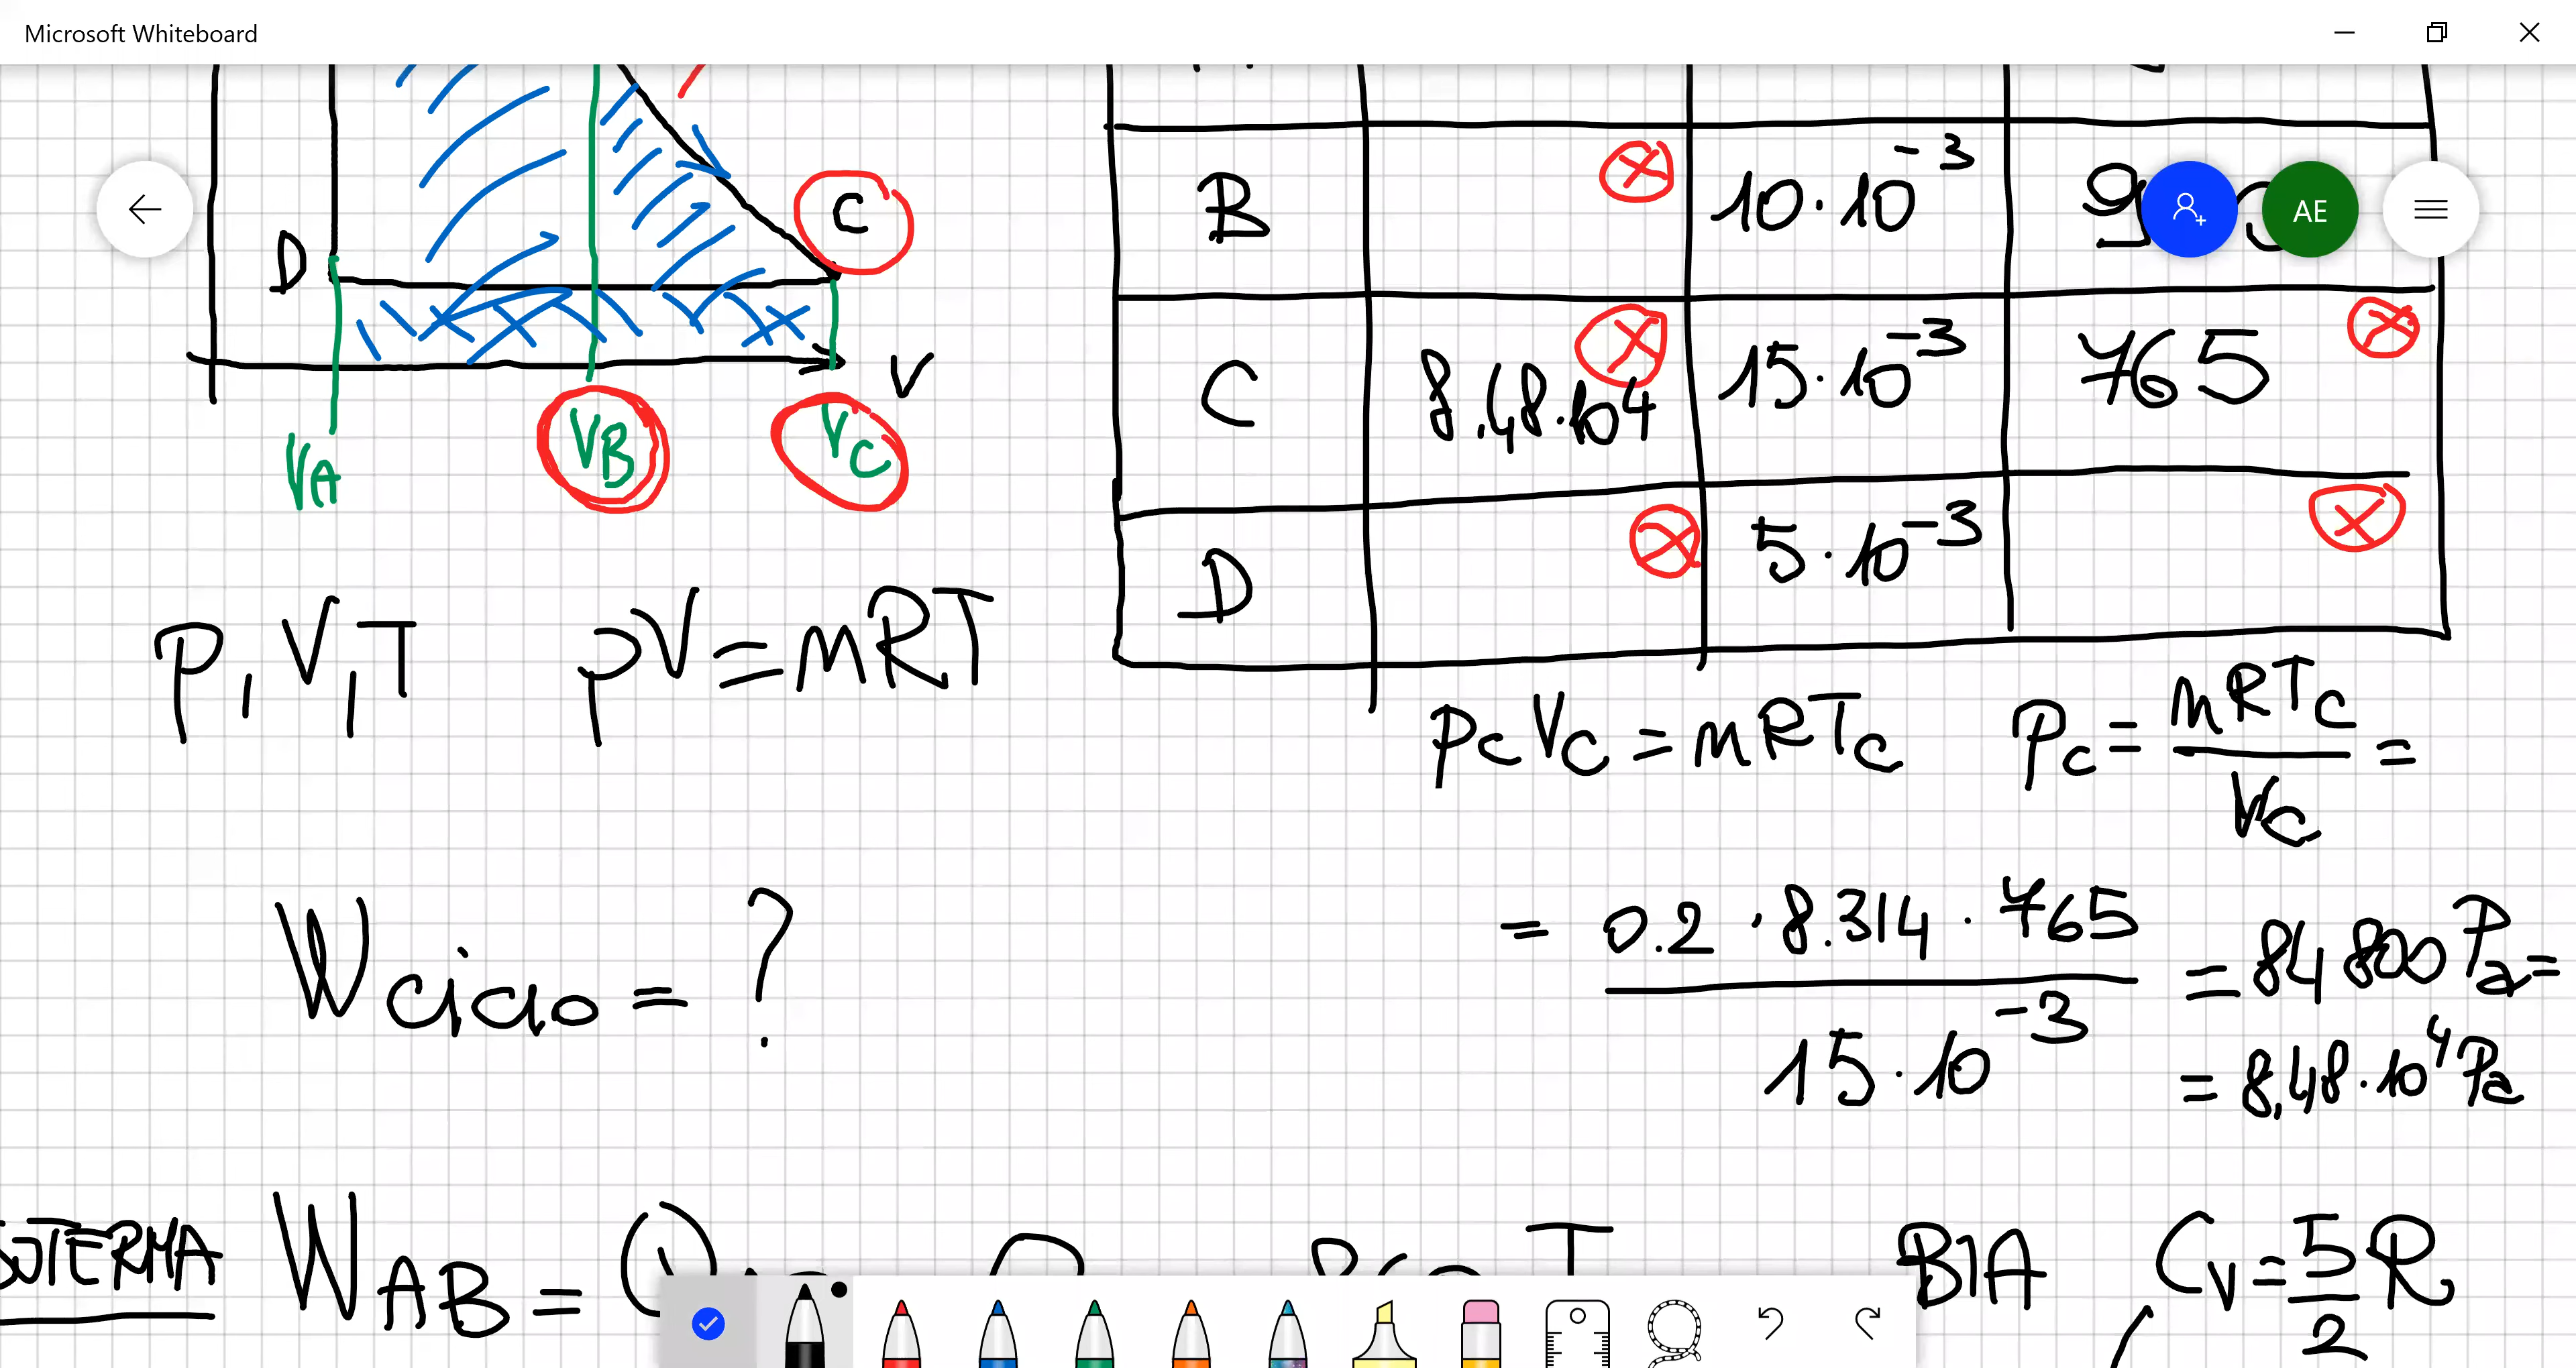 Microsoft Whiteboard
B 10·10⁻³ 9
AE
C 8.48·10⁴ 15·10⁻³ 765
D 5·10⁻³
D
C
V
VA VB VC
P, V, T pV = nRT
PcVc = nRTc Pc = nRTc / Vc =
= 0.2 · 8.314 · 765 / 15·10⁻³ = 84800 Pa =
= 8,48·10⁴ Pa
Wciclo = ?
WAB =
BIA Cv = 5/2 R